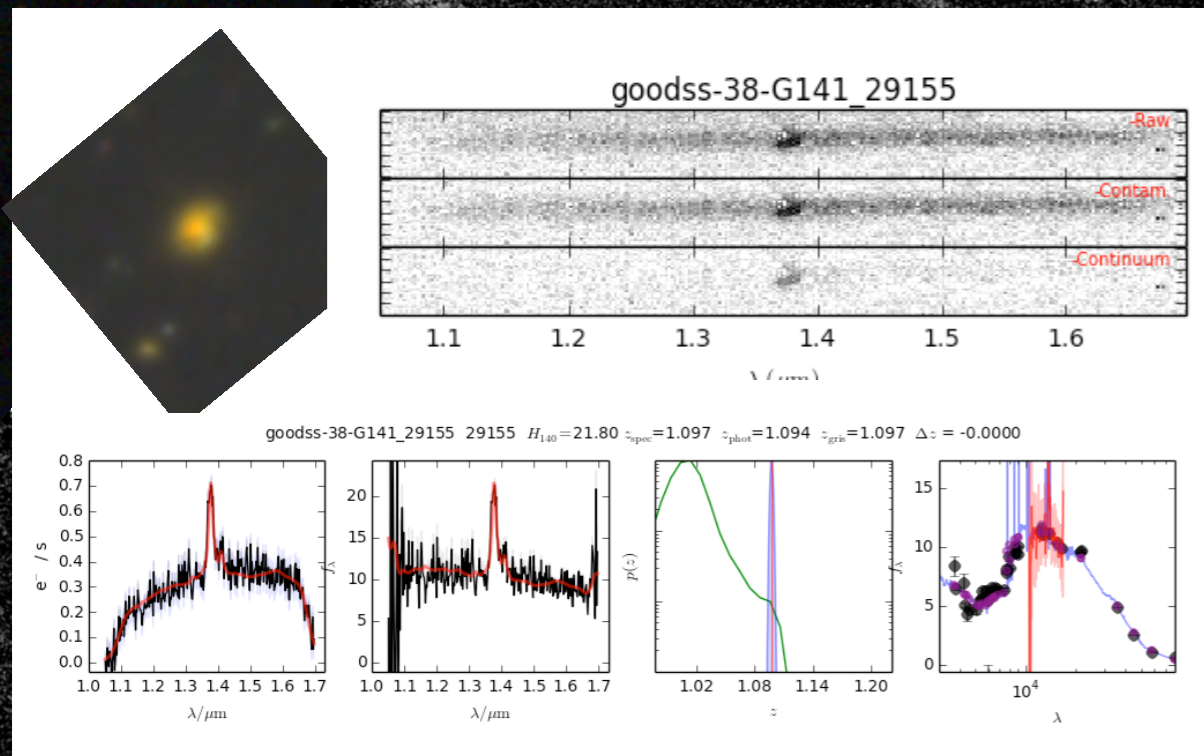 goodss-38-G141_29155
-Raw
-Contam
-Continuum
1.1 1.2 1.3 1.4 1.5 1.6
λ (μm)
goodss-38-G141_29155 29155 H140=21.80 zspec=1.097 zphot=1.094 zgris=1.097 Δz = -0.0000
e⁻ / s
0.8
0.7
0.6
0.5
0.4
0.3
0.2
0.1
0.0
1.0 1.1 1.2 1.3 1.4 1.5 1.6 1.7
λ/μm
fλ
20
15
10
5
0
1.0 1.1 1.2 1.3 1.4 1.5 1.6 1.7
λ/μm
p(z)
1.02 1.08 1.14 1.20
z
fλ
15
10
5
0
10⁴
λ